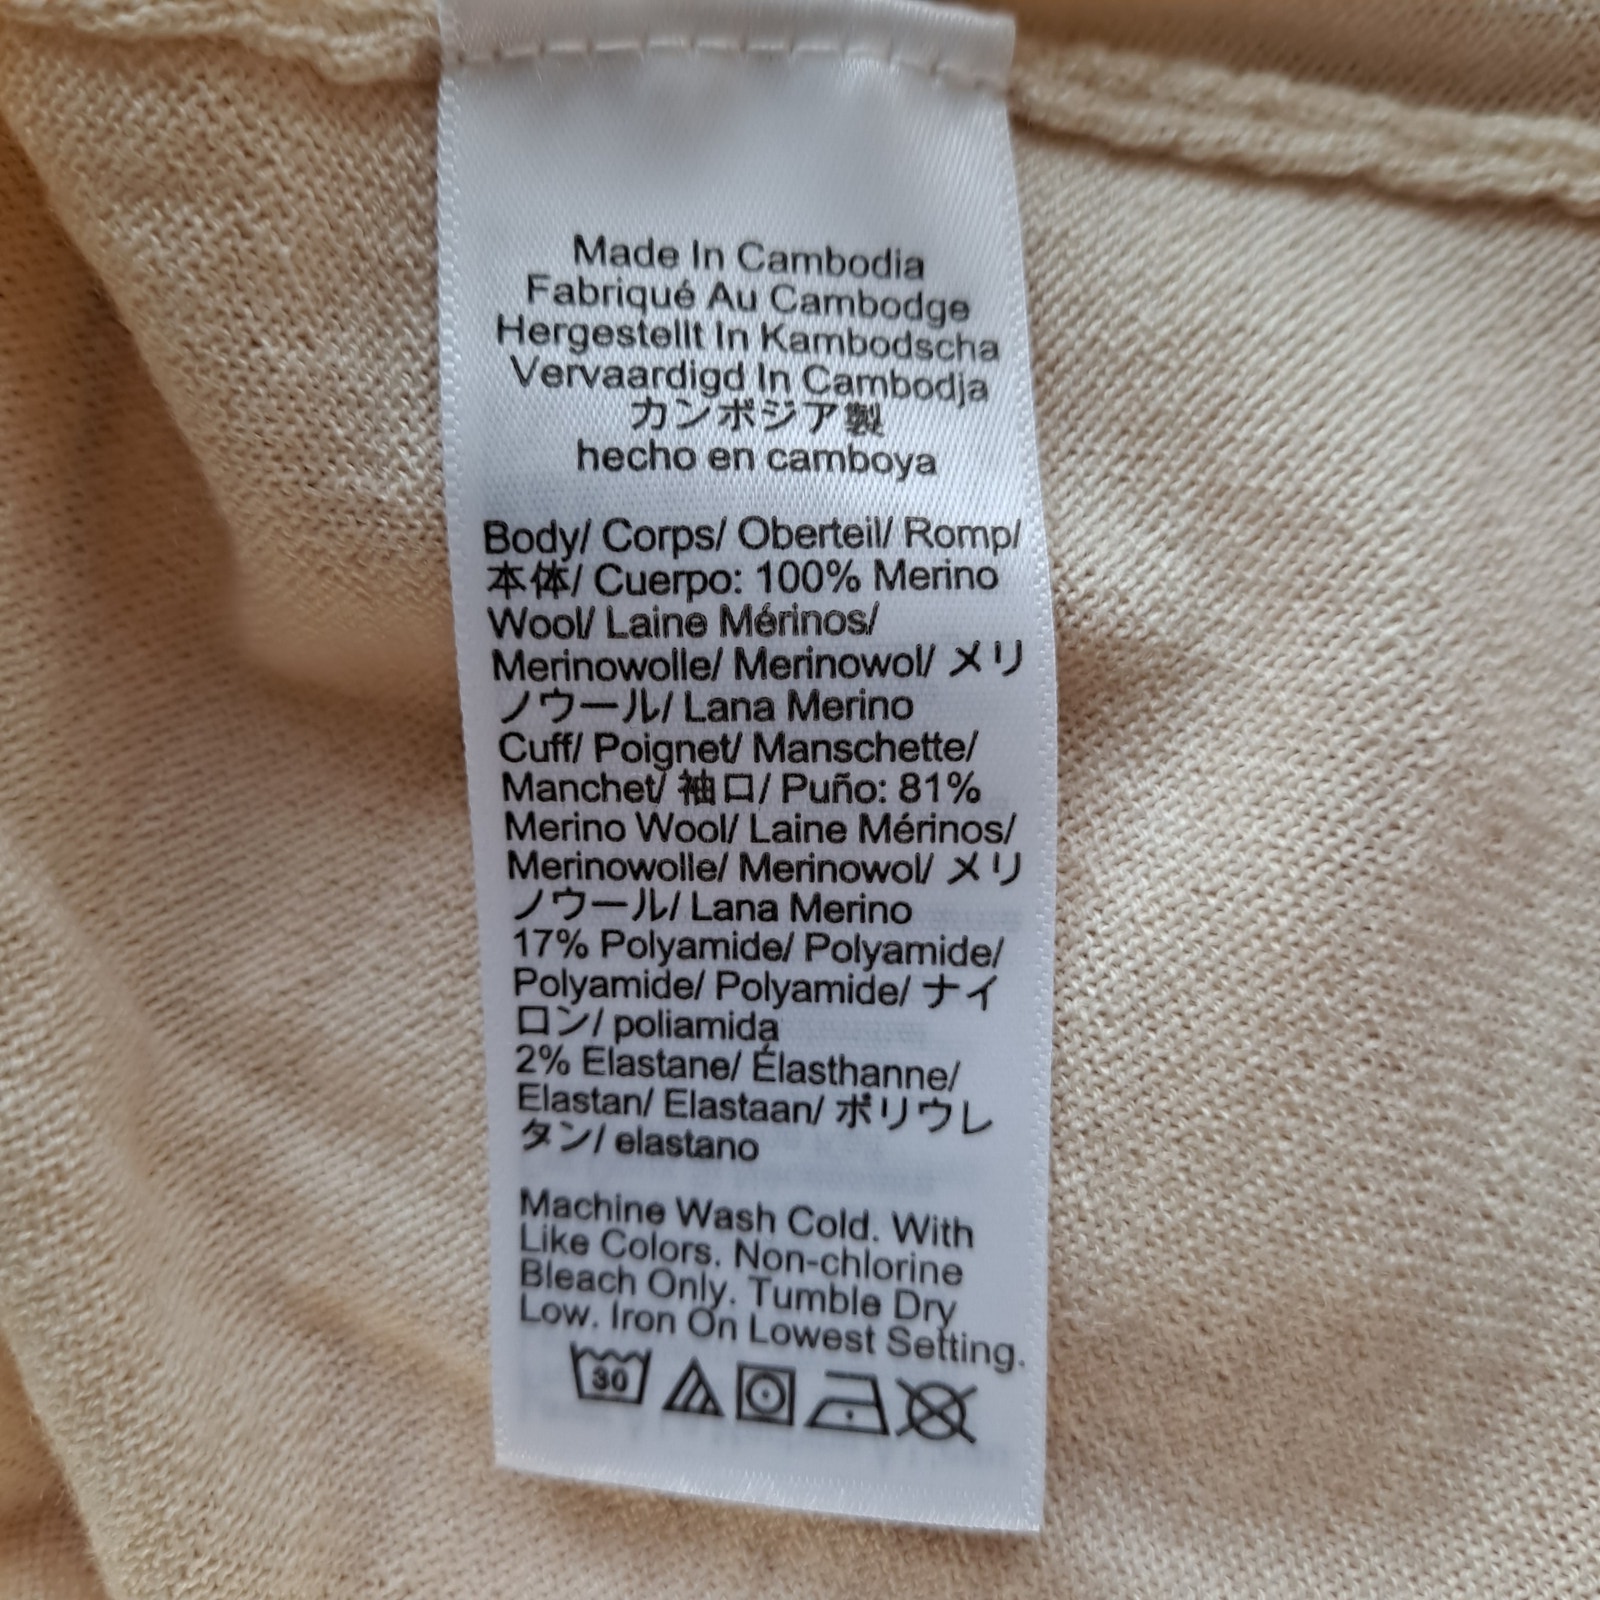 Made In Cambodia
Fabriqué Au Cambodge
Hergestellt In Kambodscha
Vervaardigd In Cambodja
カンボジア製
hecho en camboya
Body/ Corps/ Oberteil/ Romp/
本体/ Cuerpo: 100% Merino
Wool/ Laine Mérinos/
Merinowolle/ Merinowol/ メリ
ノウール/ Lana Merino
Cuff/ Poignet/ Manschette/
Manchet/ 袖口/ Puño: 81%
Merino Wool/ Laine Mérinos/
Merinowolle/ Merinowol/ メリ
ノウール/ Lana Merino
17% Polyamide/ Polyamide/
Polyamide/ Polyamide/ ナイ
ロン/ poliamida
2% Elastane/ Élasthanne/
Elastan/ Elastaan/ ポリウレ
タン/ elastano
Machine Wash Cold. With
Like Colors. Non-chlorine
Bleach Only. Tumble Dry
Low. Iron On Lowest Setting.
30